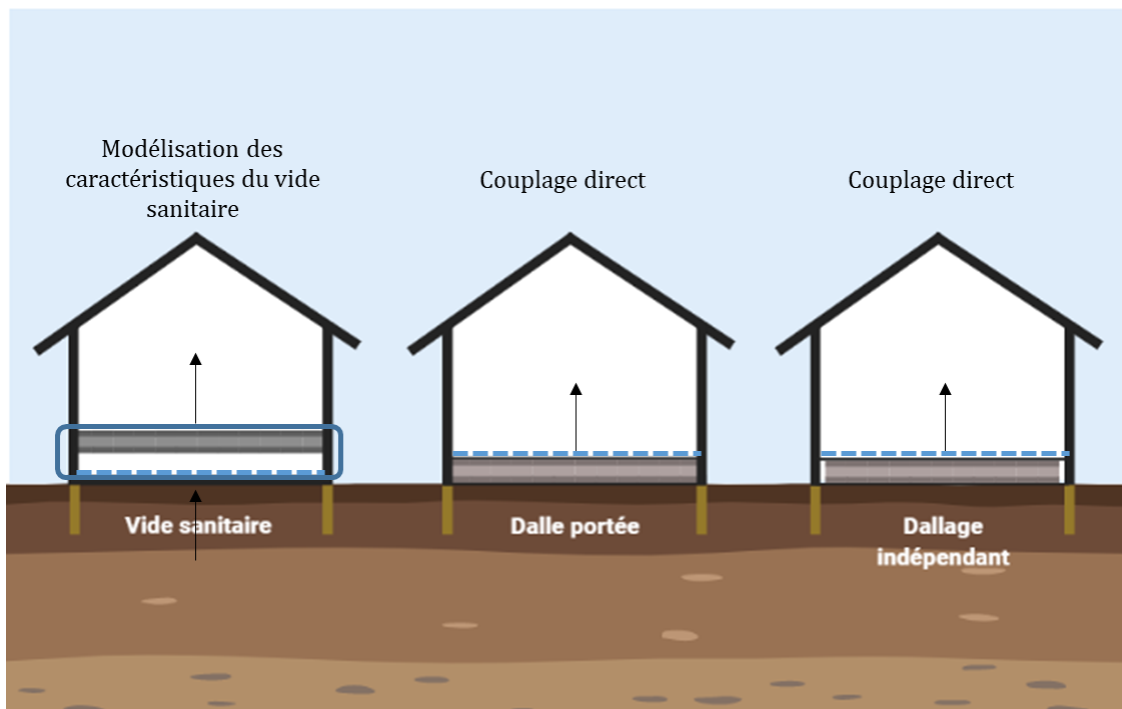 Modélisation des
caractéristiques du vide
sanitaire
Couplage direct
Couplage direct
Vide sanitaire
Dalle portée
Dallage
indépendant